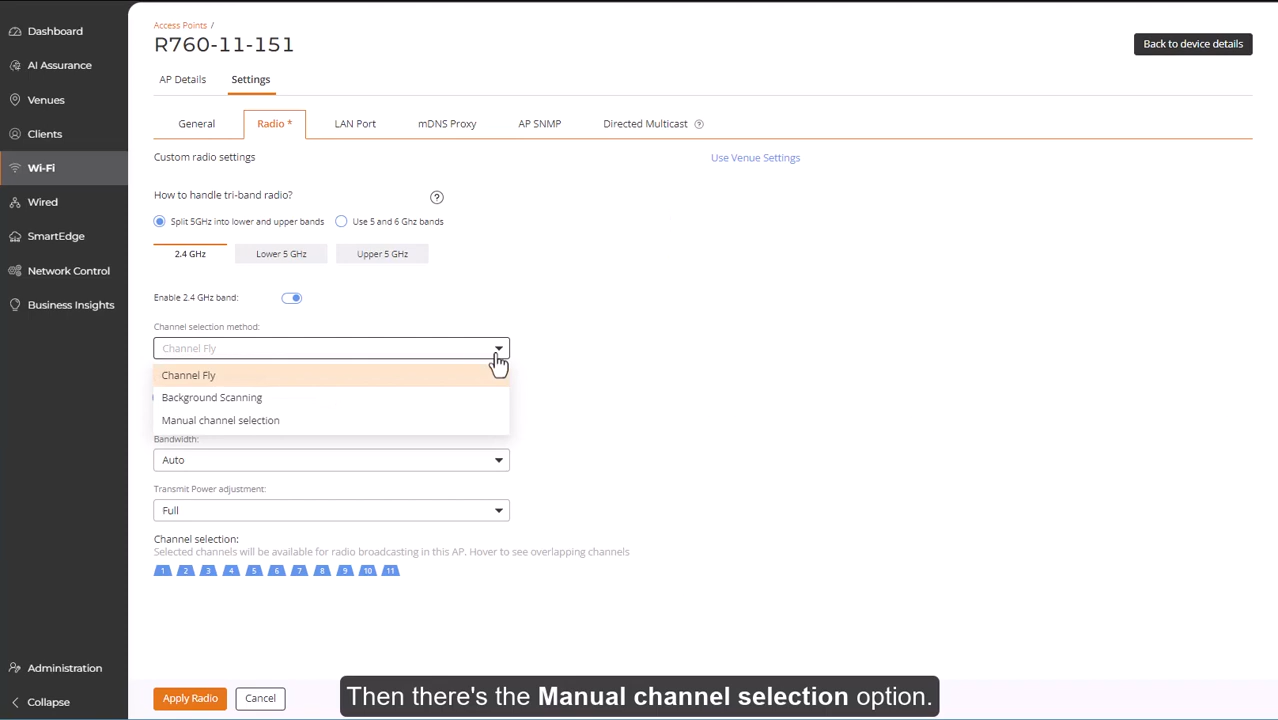 Dashboard
AI Assurance
Venues
Clients
Wi-Fi
Wired
SmartEdge
Network Control
Business Insights
Administration
Collapse
Access Points /
R760-11-151
Back to device details
AP Details
Settings
General
Radio *
LAN Port
mDNS Proxy
AP SNMP
Directed Multicast ?
Custom radio settings
Use Venue Settings
How to handle tri-band radio?
?
Split 5GHz into lower and upper bands
Use 5 and 6 Ghz bands
2.4 GHz
Lower 5 GHz
Upper 5 GHz
Enable 2.4 GHz band:
Channel selection method:
Channel Fly
Channel Fly
Background Scanning
Manual channel selection
Bandwidth:
Auto
Transmit Power adjustment:
Full
Channel selection:
Selected channels will be available for radio broadcasting in this AP. Hover to see overlapping channels
1 2 3 4 5 6 7 8 9 10 11
Apply Radio
Cancel
Then there's the Manual channel selection option.